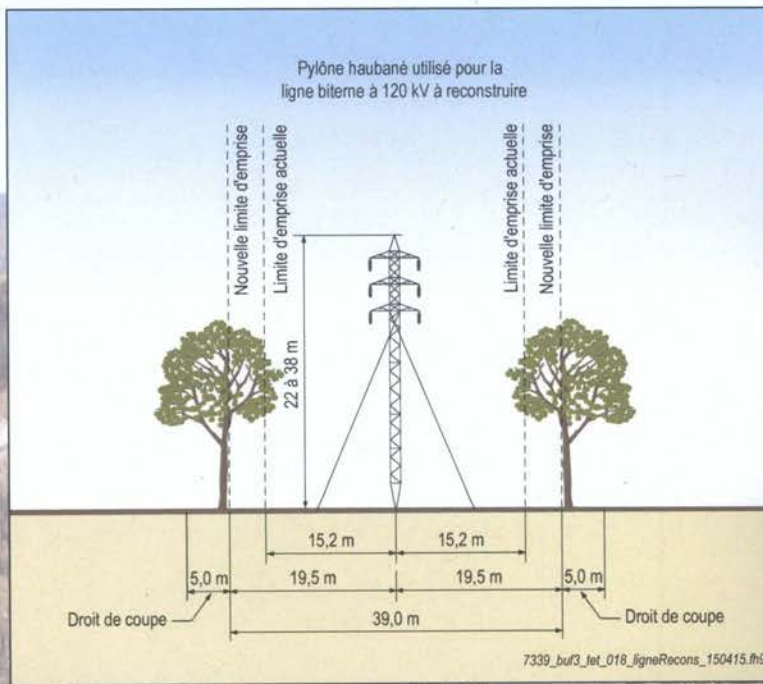 Pylône haubané utilisé pour la
ligne biterne à 120 kV à reconstruire
Nouvelle limite d'emprise
Limite d'emprise actuelle
Limite d'emprise actuelle
Nouvelle limite d'emprise
22 à 38 m
15,2 m
15,2 m
5,0 m
19,5 m
19,5 m
5,0 m
Droit de coupe
39,0 m
Droit de coupe
7339_buf3_tet_018_ligneRecons_150415.fh9